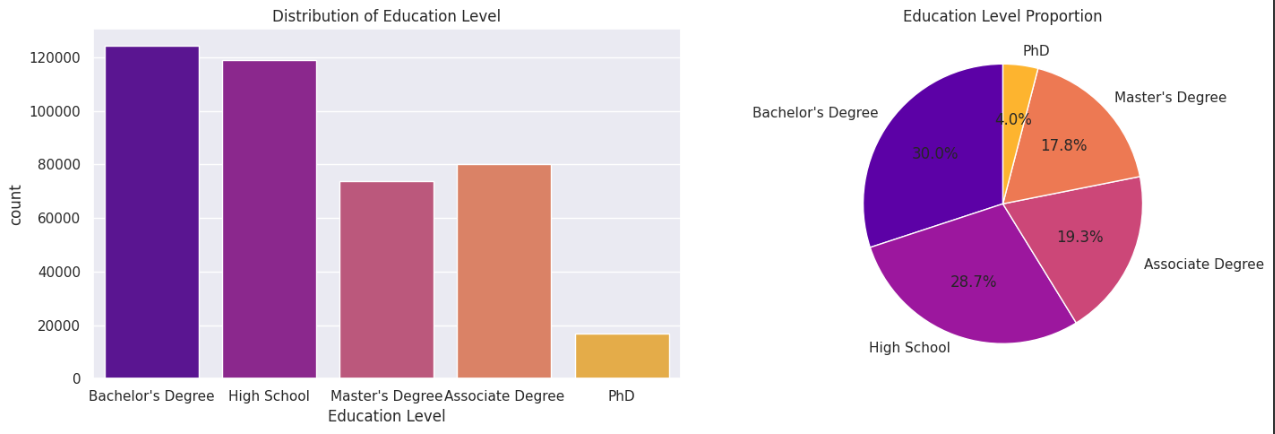 Distribution of Education Level
120000
100000
80000
60000
40000
20000
0
count
Bachelor's Degree
High School
Master's Degree
Associate Degree
PhD
Education Level
Education Level Proportion
PhD
Master's Degree
Bachelor's Degree
4.0%
17.8%
30.0%
19.3%
Associate Degree
28.7%
High School